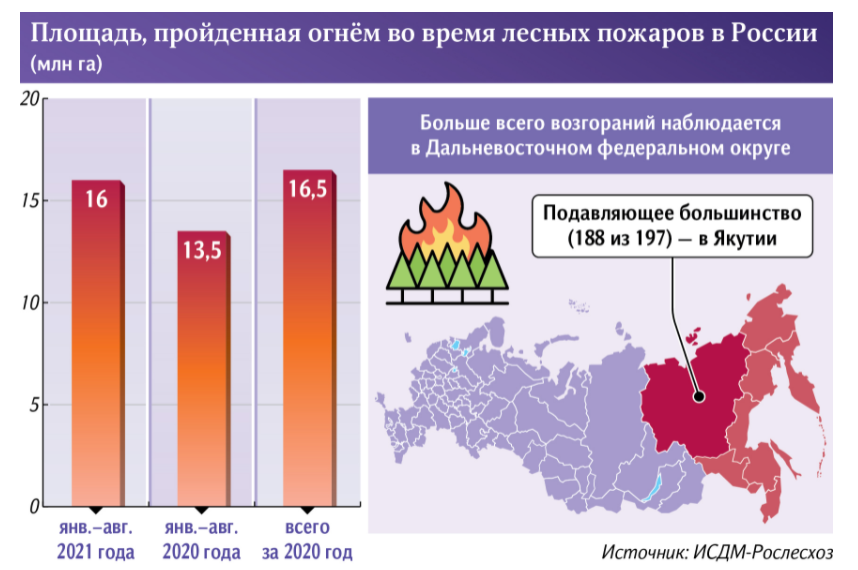 Площадь, пройденная огнём во время лесных пожаров в России
(млн га)
20
15
10
5
0
16
13,5
16,5
янв.–авг.
2021 года
янв.–авг.
2020 года
всего
за 2020 год
Больше всего возгораний наблюдается
в Дальневосточном федеральном округе
Подавляющее большинство
(188 из 197) — в Якутии
Источник: ИСДМ-Рослесхоз